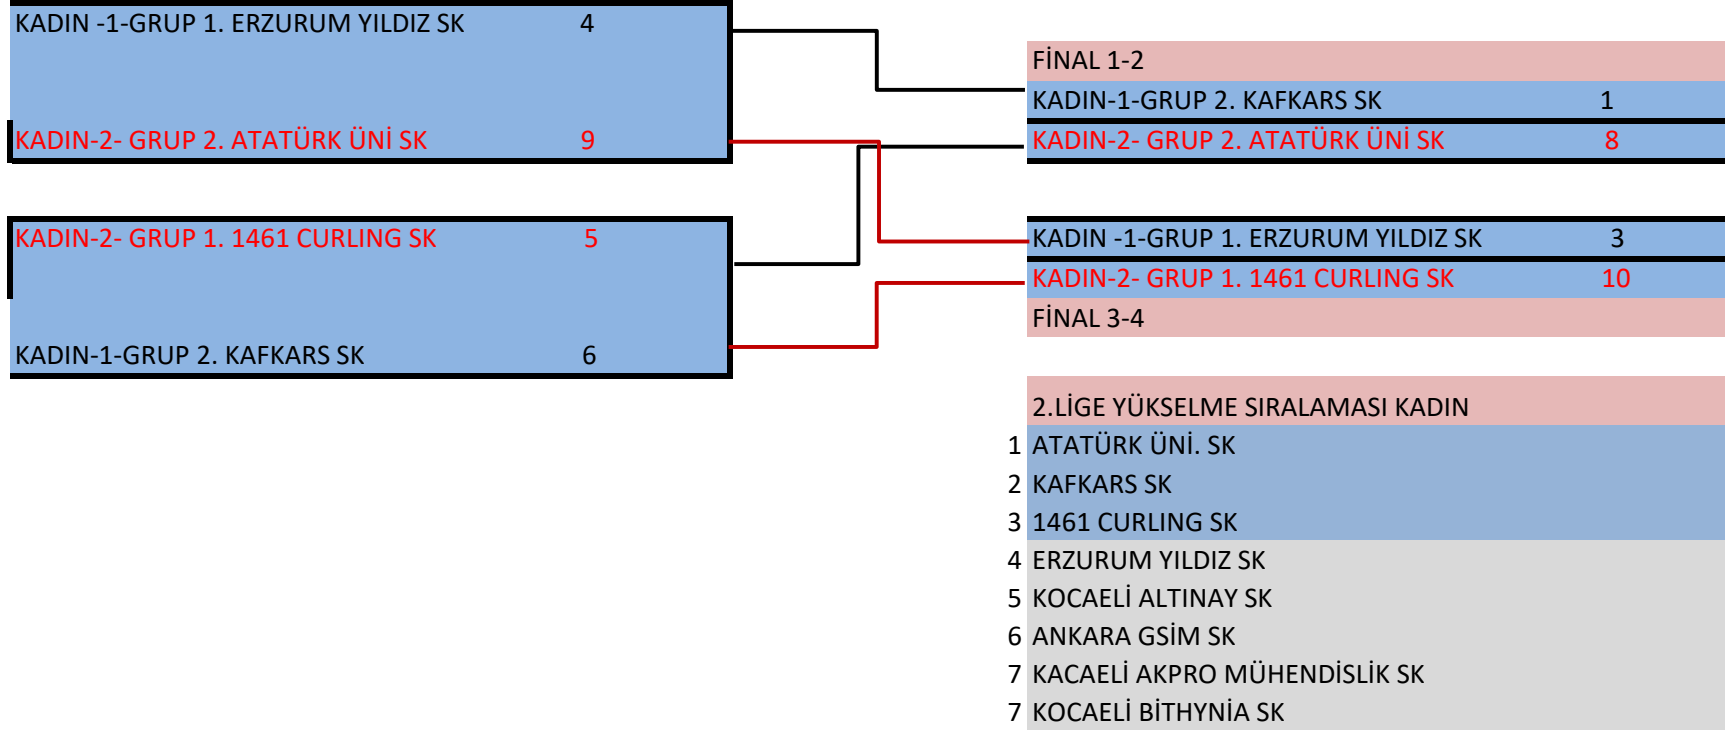 KADIN -1-GRUP 1. ERZURUM YILDIZ SK 4
KADIN-2- GRUP 2. ATATÜRK ÜNİ SK 9
KADIN-2- GRUP 1. 1461 CURLING SK 5
KADIN-1-GRUP 2. KAFKARS SK 6
FİNAL 1-2
KADIN-1-GRUP 2. KAFKARS SK 1
KADIN-2- GRUP 2. ATATÜRK ÜNİ SK 8
KADIN -1-GRUP 1. ERZURUM YILDIZ SK 3
KADIN-2- GRUP 1. 1461 CURLING SK 10
FİNAL 3-4
2.LİGE YÜKSELME SIRALAMASI KADIN
1 ATATÜRK ÜNİ. SK
2 KAFKARS SK
3 1461 CURLING SK
4 ERZURUM YILDIZ SK
5 KOCAELİ ALTINAY SK
6 ANKARA GSİM SK
7 KACAELİ AKPRO MÜHENDİSLİK SK
7 KOCAELİ BİTHYNİA SK